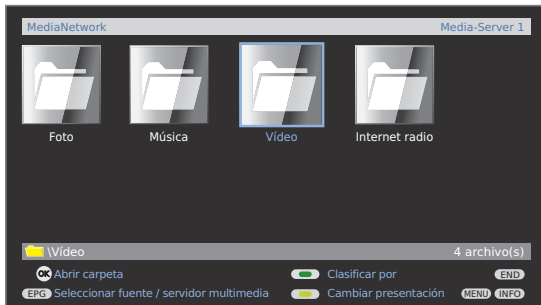 MediaNetwork Media-Server 1
Foto Música Vídeo Internet radio
\Vídeo 4 archivo(s)
OK Abrir carpeta Clasificar por END
EPG Seleccionar fuente / servidor multimedia Cambiar presentación MENU INFO